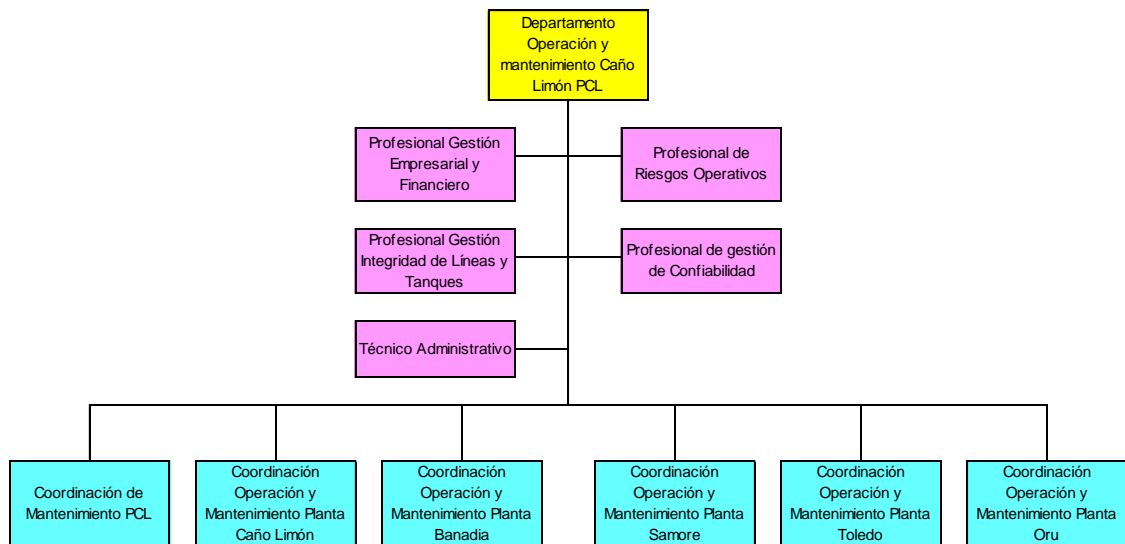 Departamento
Operación y
mantenimiento Caño
Limón PCL
Profesional Gestión
Empresarial y
Financiero
Profesional de
Riesgos Operativos
Profesional Gestión
Integridad de Líneas y
Tanques
Profesional de gestión
de Confiabilidad
Técnico Administrativo
Coordinación de
Mantenimiento PCL
Coordinación
Operación y
Mantenimiento Planta
Caño Limón
Coordinación
Operación y
Mantenimiento Planta
Banadia
Coordinación
Operación y
Mantenimiento Planta
Samore
Coordinación
Operación y
Mantenimiento Planta
Toledo
Coordinación
Operación y
Mantenimiento Planta
Oru